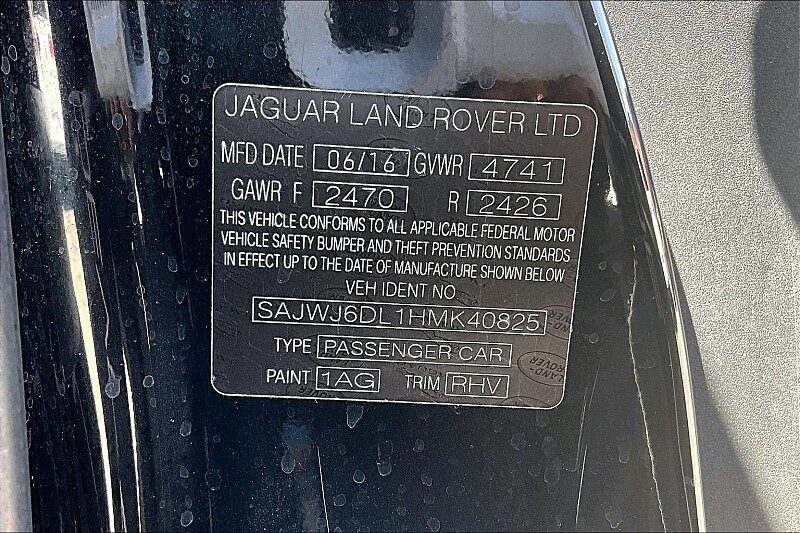 JAGUAR LAND ROVER LTD
MFD DATE 06/16 GVWR 4741
GAWR F 2470 R 2426
THIS VEHICLE CONFORMS TO ALL APPLICABLE FEDERAL MOTOR
VEHICLE SAFETY BUMPER AND THEFT PREVENTION STANDARDS
IN EFFECT UP TO THE DATE OF MANUFACTURE SHOWN BELOW
VEH IDENT NO
SAJWJ6DL1HMK40825
TYPE PASSENGER CAR
PAINT 1AG TRIM RHV
LAND-
ROVER